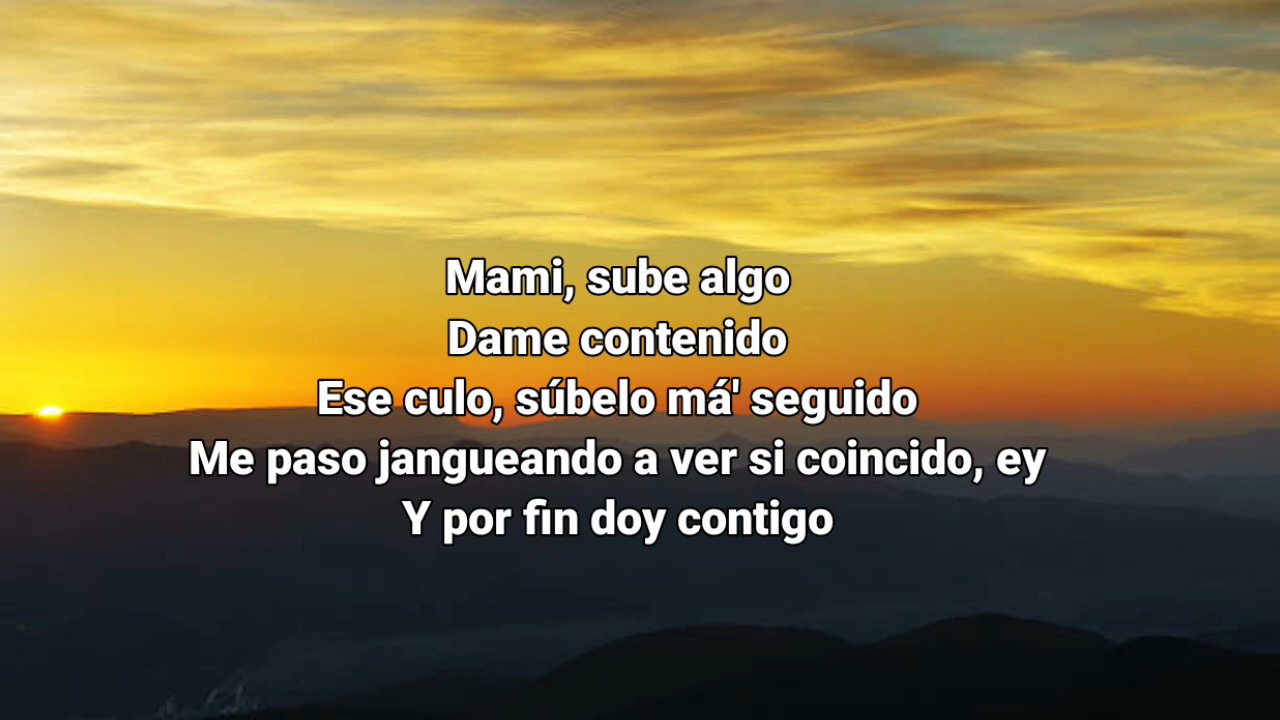 Mami, sube algo
Dame contenido
Ese culo, súbelo má' seguido
Me paso jangueando a ver si coincido, ey
Y por fin doy contigo